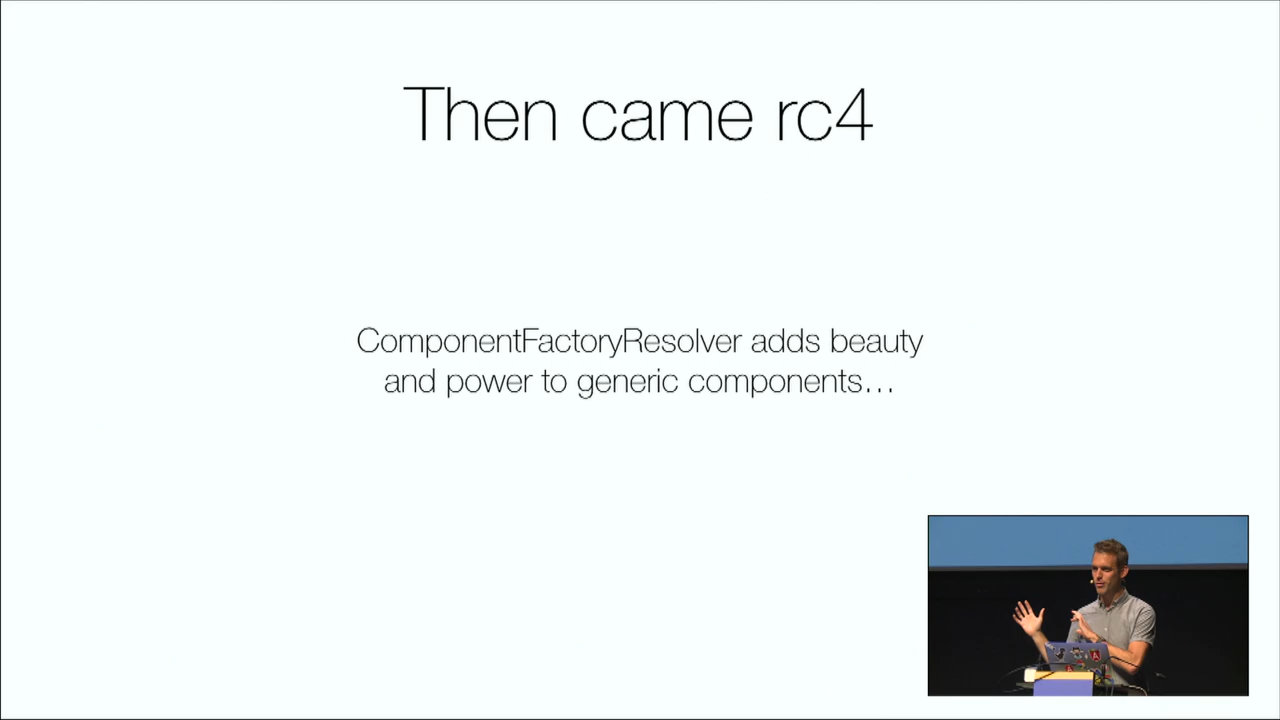 Then came rc4
ComponentFactoryResolver adds beauty
and power to generic components…